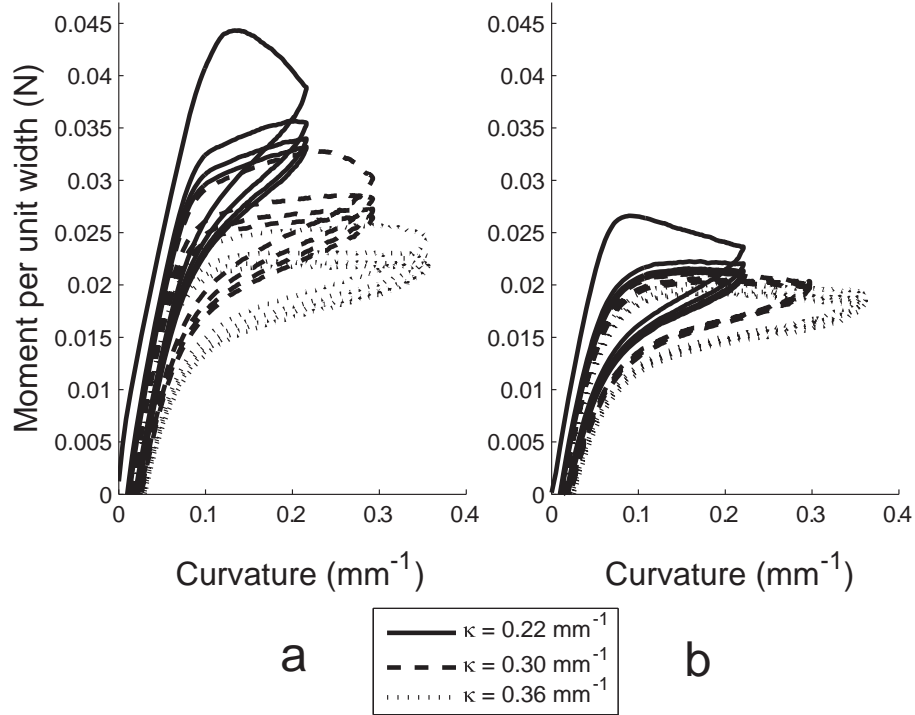 Moment per unit width (N)
0.045
0.04
0.035
0.03
0.025
0.02
0.015
0.01
0.005
0
0 0.1 0.2 0.3 0.4
Curvature (mm⁻¹)
a
0.045
0.04
0.035
0.03
0.025
0.02
0.015
0.01
0.005
0
0 0.1 0.2 0.3 0.4
Curvature (mm⁻¹)
b
κ = 0.22 mm⁻¹
κ = 0.30 mm⁻¹
κ = 0.36 mm⁻¹